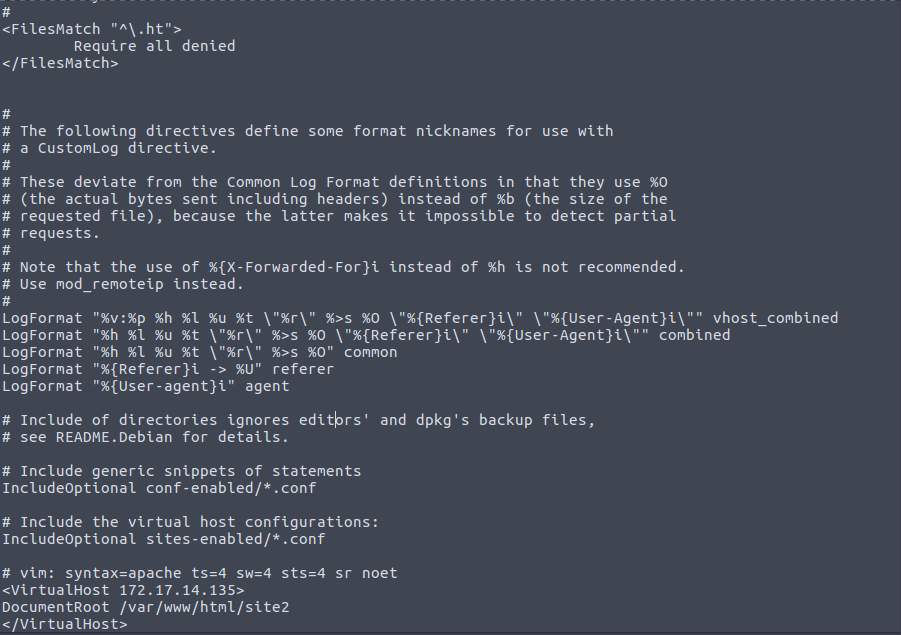 #
<FilesMatch "^\.ht">
        Require all denied
</FilesMatch>
#
# The following directives define some format nicknames for use with
# a CustomLog directive.
#
# These deviate from the Common Log Format definitions in that they use %O
# (the actual bytes sent including headers) instead of %b (the size of the
# requested file), because the latter makes it impossible to detect partial
# requests.
#
# Note that the use of %{X-Forwarded-For}i instead of %h is not recommended.
# Use mod_remoteip instead.
#
LogFormat "%v:%p %h %l %u %t \"%r\" %>s %O \"%{Referer}i\" \"%{User-Agent}i\"" vhost_combined
LogFormat "%h %l %u %t \"%r\" %>s %O \"%{Referer}i\" \"%{User-Agent}i\"" combined
LogFormat "%h %l %u %t \"%r\" %>s %O" common
LogFormat "%{Referer}i -> %U" referer
LogFormat "%{User-agent}i" agent
# Include of directories ignores editors' and dpkg's backup files,
# see README.Debian for details.
# Include generic snippets of statements
IncludeOptional conf-enabled/*.conf
# Include the virtual host configurations:
IncludeOptional sites-enabled/*.conf
# vim: syntax=apache ts=4 sw=4 sts=4 sr noet
<VirtualHost 172.17.14.135>
DocumentRoot /var/www/html/site2
</VirtualHost>